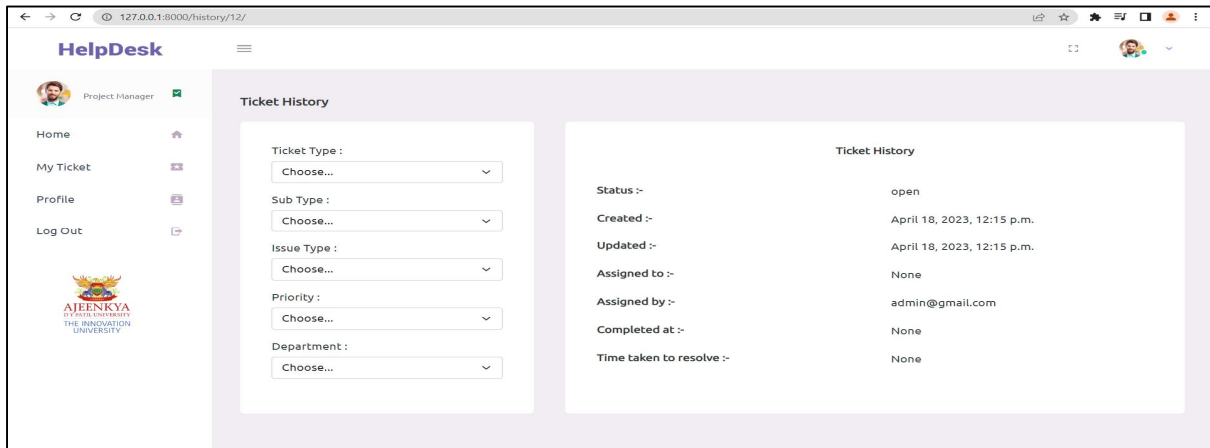 127.0.0.1:8000/history/12/
HelpDesk
Project Manager
Home
My Ticket
Profile
Log Out
AJEENKYA
D Y PATIL UNIVERSITY
THE INNOVATION
UNIVERSITY
Ticket History
Ticket Type :
Choose...
Sub Type :
Choose...
Issue Type :
Choose...
Priority :
Choose...
Department :
Choose...
Ticket History
Status :- open
Created :- April 18, 2023, 12:15 p.m.
Updated :- April 18, 2023, 12:15 p.m.
Assigned to :- None
Assigned by :- admin@gmail.com
Completed at :- None
Time taken to resolve :- None